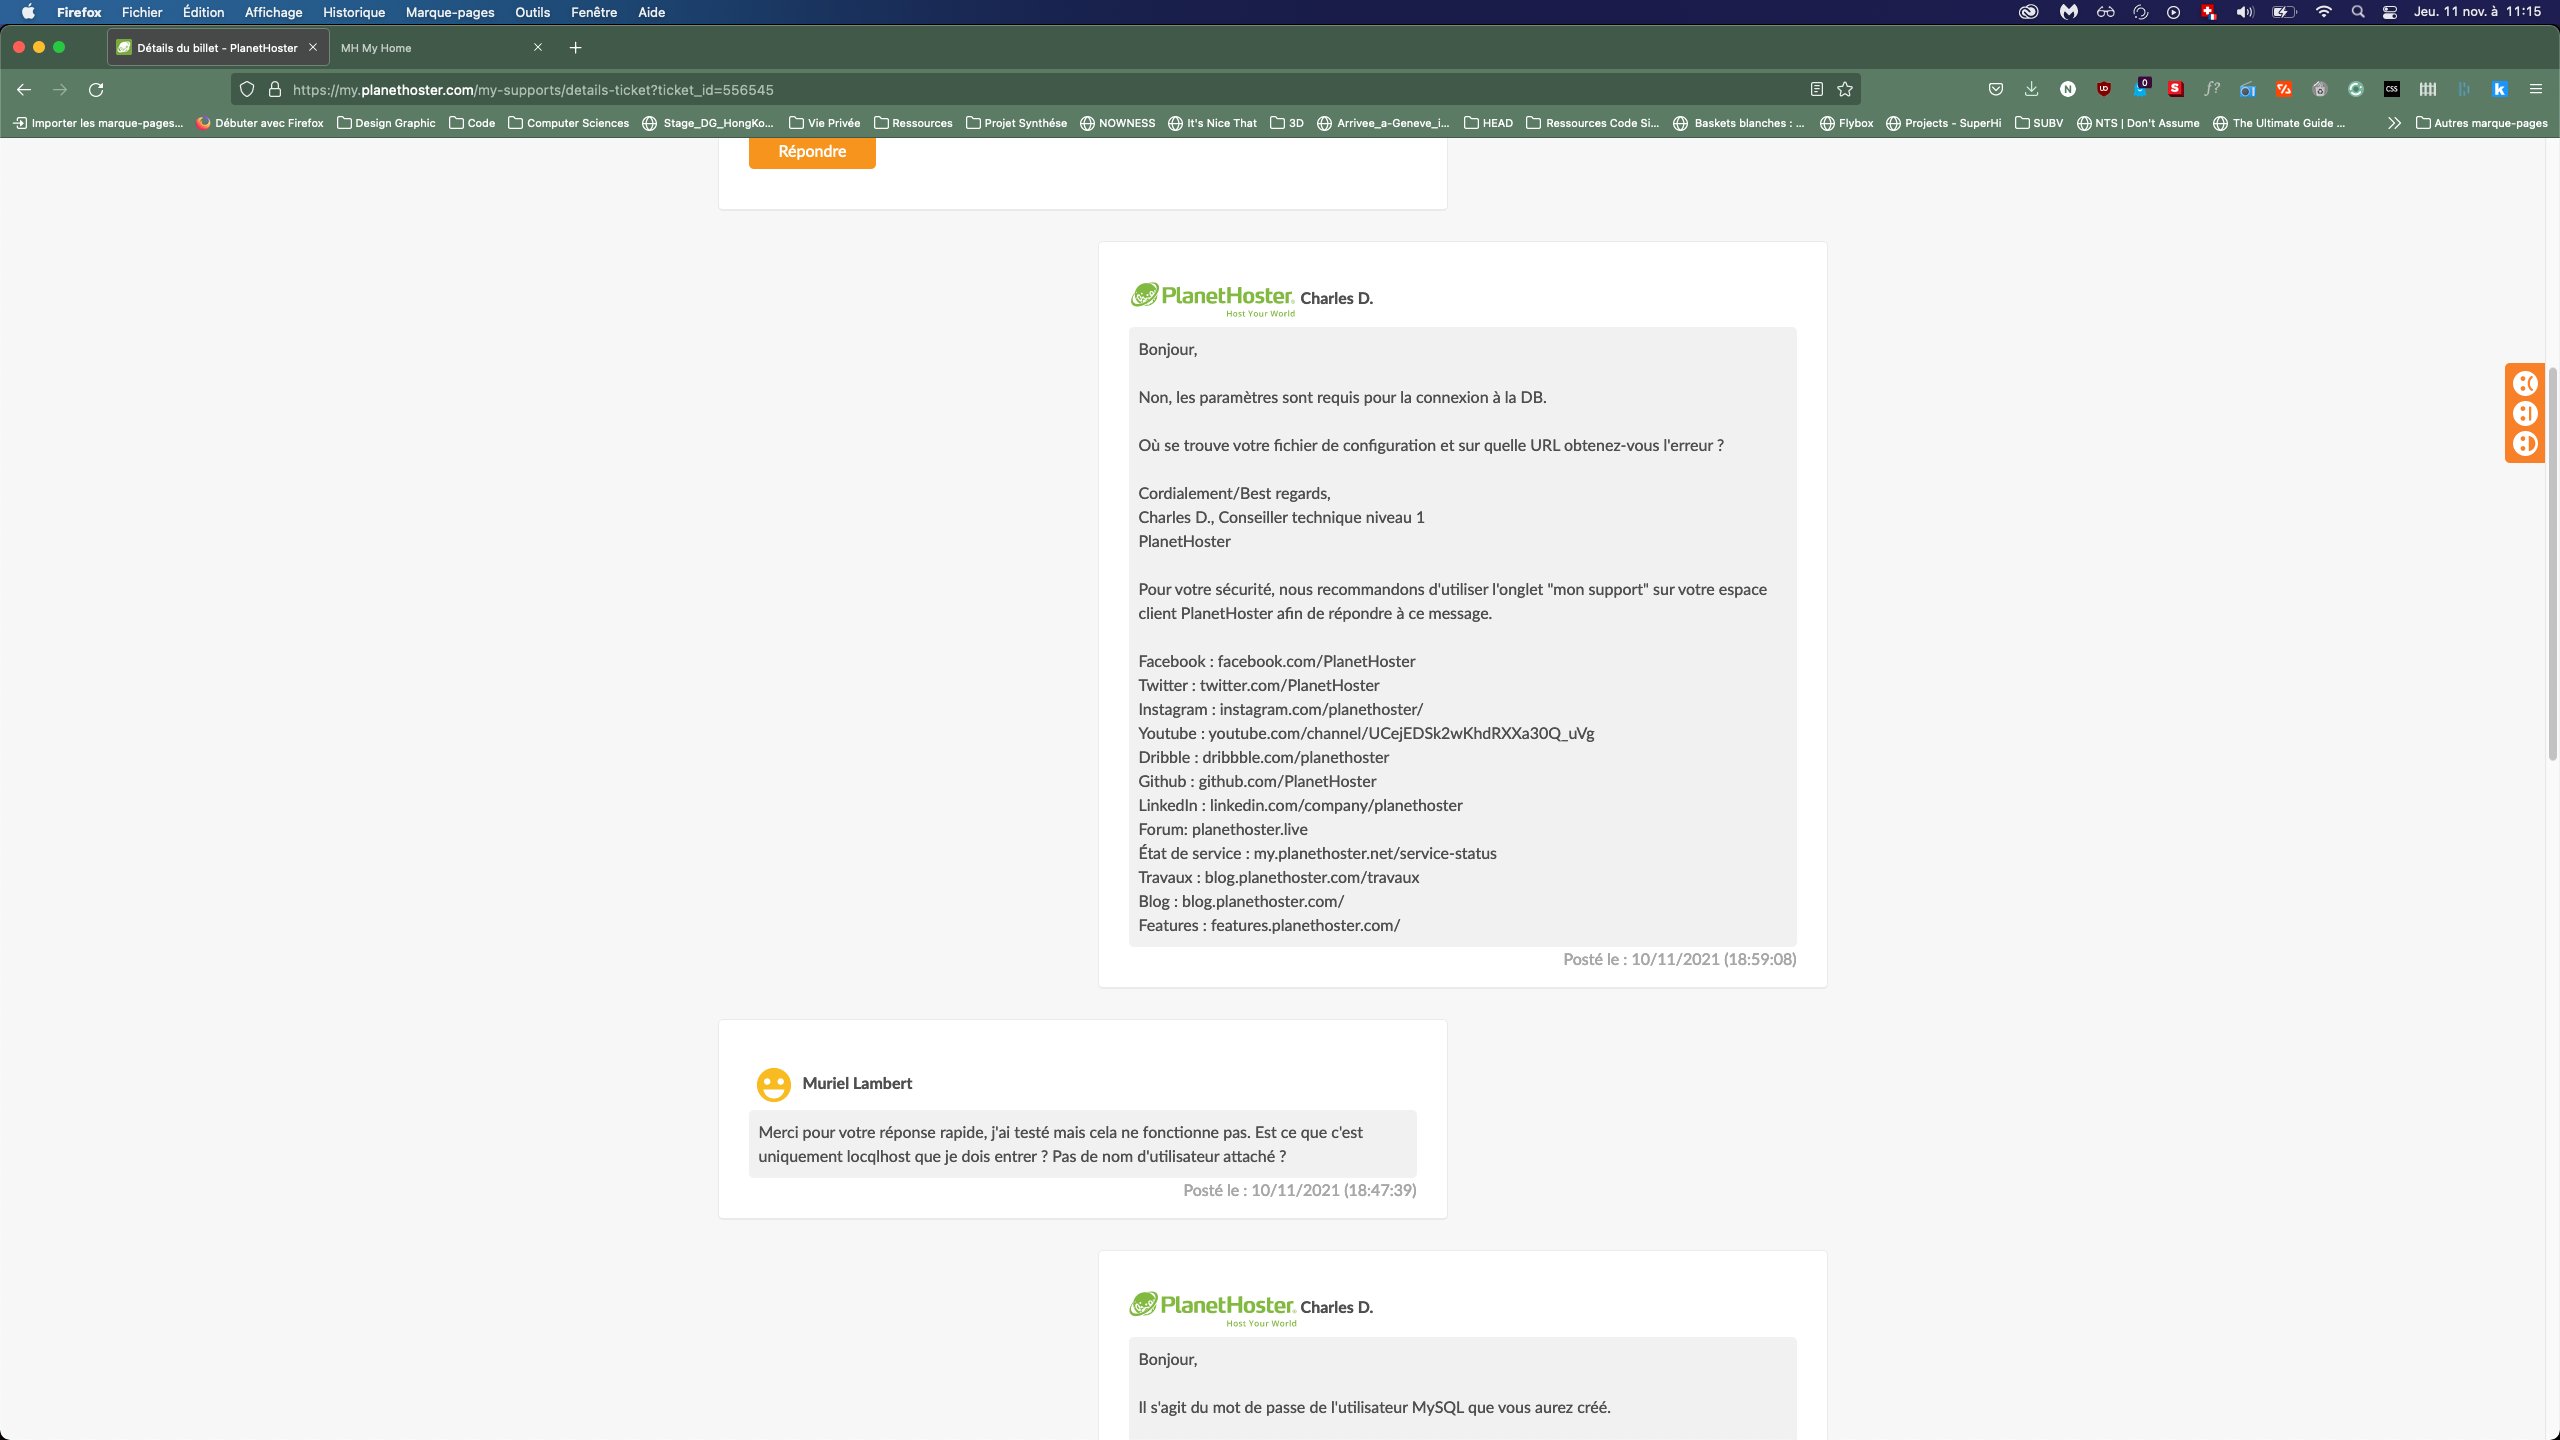 Firefox Fichier Édition Affichage Historique Marque-pages Outils Fenêtre Aide Jeu. 11 nov. à 11:15
Détails du billet - PlanetHoster MH My Home
https://my.planethoster.com/my-supports/details-ticket?ticket_id=556545
Importer les marque-pages... Débuter avec Firefox Design Graphic Code Computer Sciences Stage_DG_HongKo... Vie Privée Ressources Projet Synthése NOWNESS It's Nice That 3D Arrivee_a-Geneve_i... HEAD Ressources Code Si... Baskets blanches : ... Flybox Projects - SuperHi SUBV NTS | Don't Assume The Ultimate Guide ... Autres marque-pages
Répondre
PlanetHoster Charles D.
Host Your World
Bonjour,
Non, les paramètres sont requis pour la connexion à la DB.
Où se trouve votre fichier de configuration et sur quelle URL obtenez-vous l'erreur ?
Cordialement/Best regards,
Charles D., Conseiller technique niveau 1
PlanetHoster
Pour votre sécurité, nous recommandons d'utiliser l'onglet "mon support" sur votre espace
client PlanetHoster afin de répondre à ce message.
Facebook : facebook.com/PlanetHoster
Twitter : twitter.com/PlanetHoster
Instagram : instagram.com/planethoster/
Youtube : youtube.com/channel/UCejEDSk2wKhdRXXa30Q_uVg
Dribble : dribbble.com/planethoster
Github : github.com/PlanetHoster
LinkedIn : linkedin.com/company/planethoster
Forum: planethoster.live
État de service : my.planethoster.net/service-status
Travaux : blog.planethoster.com/travaux
Blog : blog.planethoster.com/
Features : features.planethoster.com/
Posté le : 10/11/2021 (18:59:08)
Muriel Lambert
Merci pour votre réponse rapide, j'ai testé mais cela ne fonctionne pas. Est ce que c'est
uniquement locqlhost que je dois entrer ? Pas de nom d'utilisateur attaché ?
Posté le : 10/11/2021 (18:47:39)
PlanetHoster Charles D.
Host Your World
Bonjour,
Il s'agit du mot de passe de l'utilisateur MySQL que vous aurez créé.